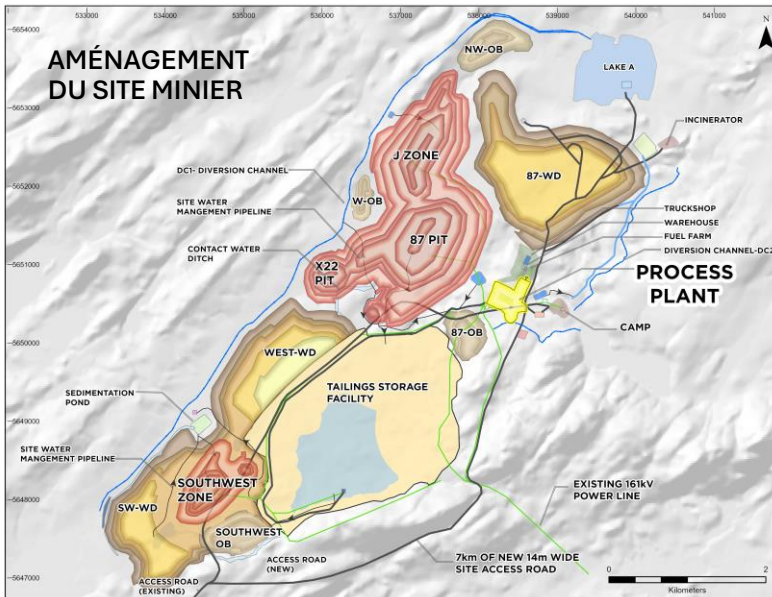 533000
534000
535000
536000
537000
538000
539000
540000
541000
N
5654000
5653000
5652000
5651000
5650000
5649000
5648000
5647000
AMÉNAGEMENT
DU SITE MINIER
NW-OB
LAKE A
INCINERATOR
J ZONE
87-WD
DC1- DIVERSION CHANNEL
W-OB
SITE WATER
MANGEMENT PIPELINE
TRUCKSHOP
WAREHOUSE
FUEL FARM
DIVERSION CHANNEL-DC2
87 PIT
CONTACT WATER
DITCH
X22
PIT
PROCESS
PLANT
CAMP
87-OB
WEST-WD
TAILINGS STORAGE
FACILITY
SEDIMENTATION
POND
SITE WATER
MANGEMENT PIPELINE
SOUTHWEST
ZONE
SW-WD
SOUTHWEST
OB
EXISTING 161kV
POWER LINE
ACCESS ROAD
(NEW)
7km OF NEW 14m WIDE
SITE ACCESS ROAD
ACCESS ROAD
(EXISTING)
0
2
Kilometers